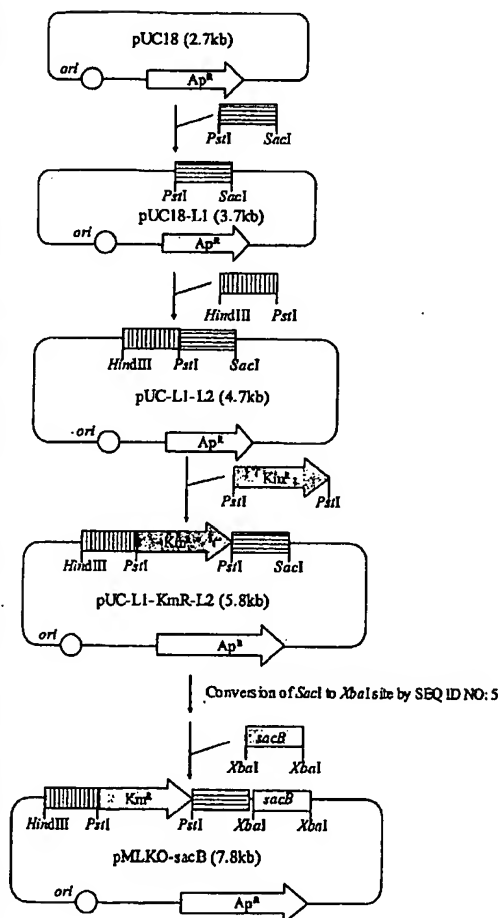 pUC18 (2.7kb)
ori
Apᴿ
PstI SacI
PstI SacI
pUC18-L1 (3.7kb)
ori
Apᴿ
HindIII PstI
HindIII PstI SacI
pUC-L1-L2 (4.7kb)
ori
Apᴿ
Kmᴿ
PstI PstI
Kmᴿ
HindIII PstI PstI SacI
pUC-L1-KmR-L2 (5.8kb)
ori
Apᴿ
Conversion of SacI to XbaI site by SEQ ID NO: 5
sacB
XbaI XbaI
Kmᴿ sacB
HindIII PstI PstI XbaI XbaI
pMLKO-sacB (7.8kb)
ori
Apᴿ